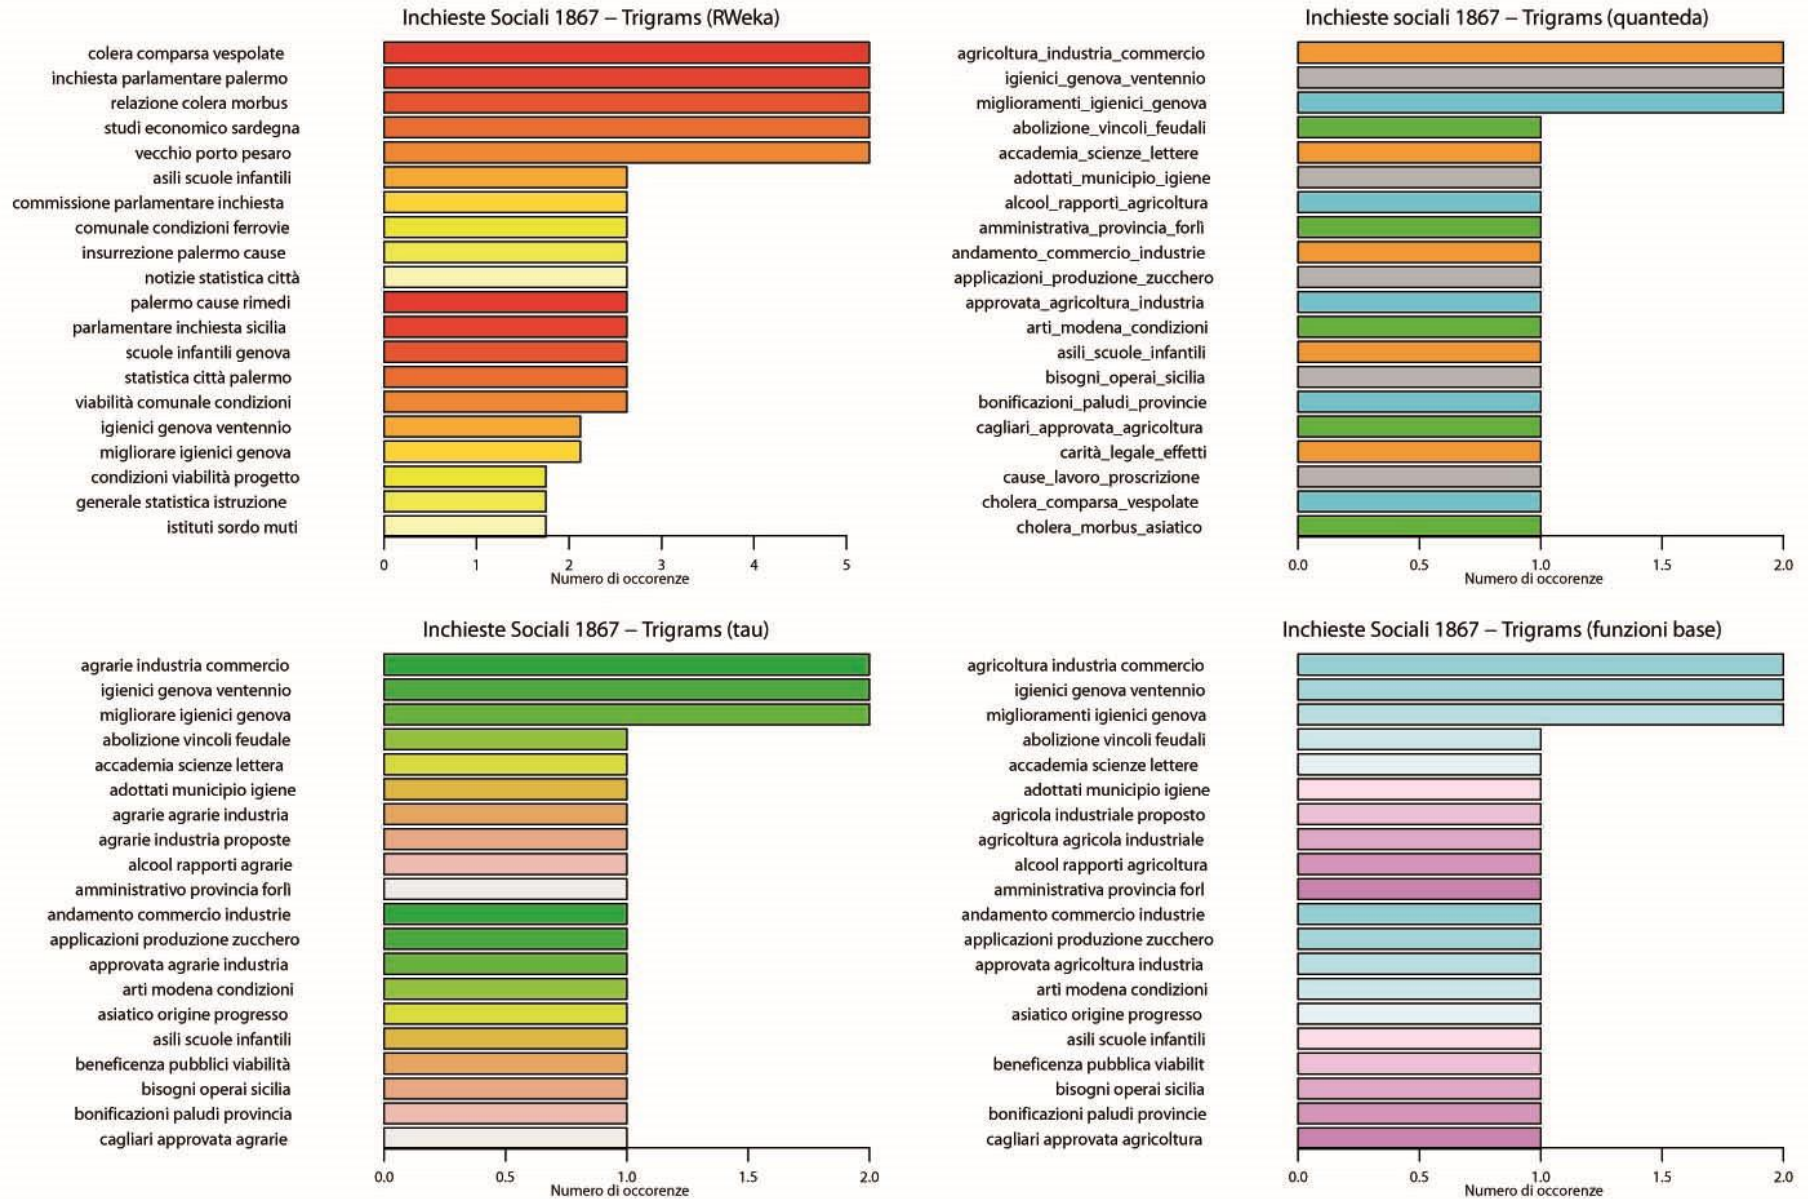 Inchieste Sociali 1867 – Trigrams (RWeka)
colera comparsa vespolate
inchiesta parlamentare palermo
relazione colera morbus
studi economico sardegna
vecchio porto pesaro
asili scuole infantili
commissione parlamentare inchiesta
comunale condizioni ferrovie
insurrezione palermo cause
notizie statistica città
palermo cause rimedi
parlamentare inchiesta sicilia
scuole infantili genova
statistica città palermo
viabilità comunale condizioni
igienici genova ventennio
migliorare igienici genova
condizioni viabilità progetto
generale statistica istruzione
istituti sordo muti
0 1 2 3 4 5
Numero di occorenze
Inchieste sociali 1867 – Trigrams (quanteda)
agricoltura_industria_commercio
igienici_genova_ventennio
miglioramenti_igienici_genova
abolizione_vincoli_feudali
accademia_scienze_lettere
adottati_municipio_igiene
alcool_rapporti_agricoltura
amministrativa_provincia_forlì
andamento_commercio_industrie
applicazioni_produzione_zucchero
approvata_agricoltura_industria
arti_modena_condizioni
asili_scuole_infantili
bisogni_operai_sicilia
bonificazioni_paludi_provincie
cagliari_approvata_agricoltura
carità_legale_effetti
cause_lavoro_proscrizione
cholera_comparsa_vespolate
cholera_morbus_asiatico
0.0 0.5 1.0 1.5 2.0
Numero di occorenze
Inchieste Sociali 1867 – Trigrams (tau)
agrarie industria commercio
igienici genova ventennio
migliorare igienici genova
abolizione vincoli feudale
accademia scienze lettera
adottati municipio igiene
agrarie agrarie industria
agrarie industria proposte
alcool rapporti agrarie
amministrativo provincia forlì
andamento commercio industrie
applicazioni produzione zucchero
approvata agrarie industria
arti modena condizioni
asiatico origine progresso
asili scuole infantili
beneficenza pubblici viabilità
bisogni operai sicilia
bonificazioni paludi provincia
cagliari approvata agrarie
0.0 0.5 1.0 1.5 2.0
Numero di occorenze
Inchieste Sociali 1867 – Trigrams (funzioni base)
agricoltura industria commercio
igienici genova ventennio
miglioramenti igienici genova
abolizione vincoli feudali
accademia scienze lettere
adottati municipio igiene
agricola industriale proposto
agricoltura agricola industriale
alcool rapporti agricoltura
amministrativa provincia forl
andamento commercio industrie
applicazioni produzione zucchero
approvata agricoltura industria
arti modena condizioni
asiatico origine progresso
asili scuole infantili
beneficenza pubblica viabilit
bisogni operai sicilia
bonificazioni paludi provincie
cagliari approvata agricoltura
0.0 0.5 1.0 1.5 2.0
Numero di occorenze